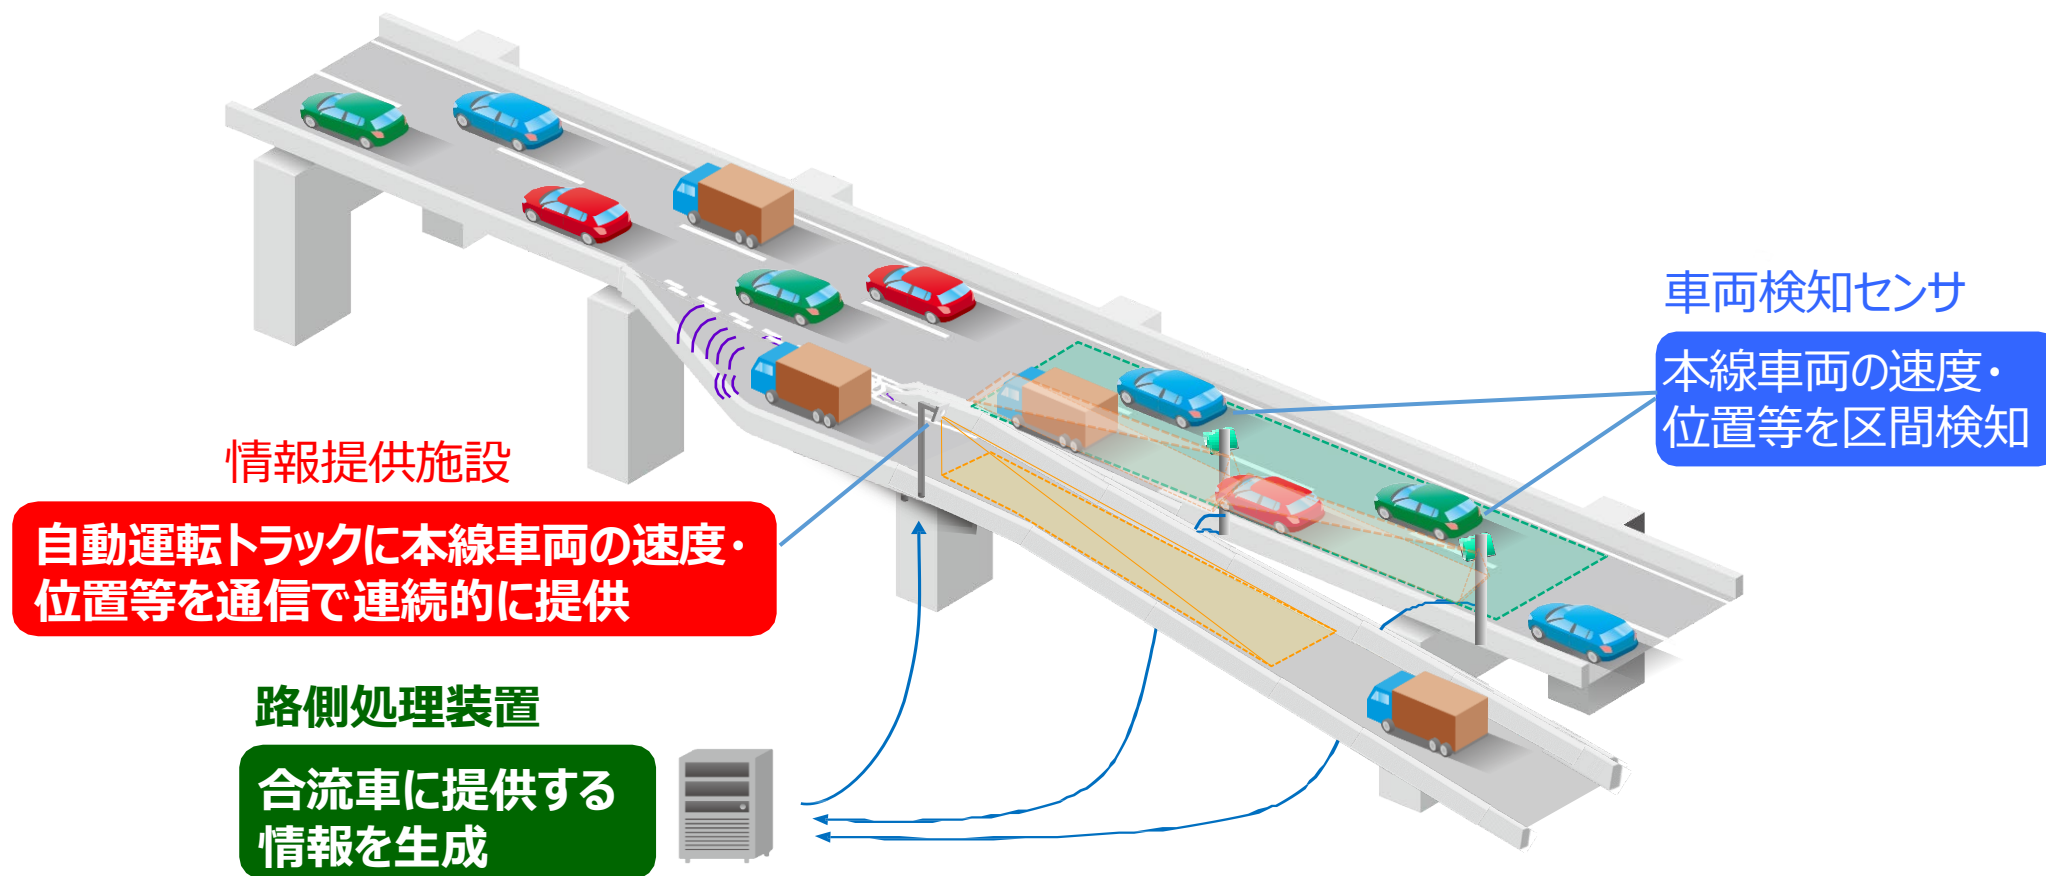 車両検知センサ
本線車両の速度・
位置等を区間検知
情報提供施設
自動運転トラックに本線車両の速度・
位置等を通信で連続的に提供
路側処理装置
合流車に提供する
情報を生成